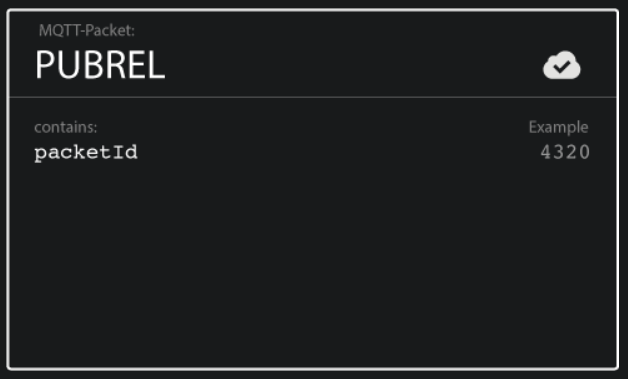 MQTT-Packet:
PUBREL
contains:
Example
packetId
4320